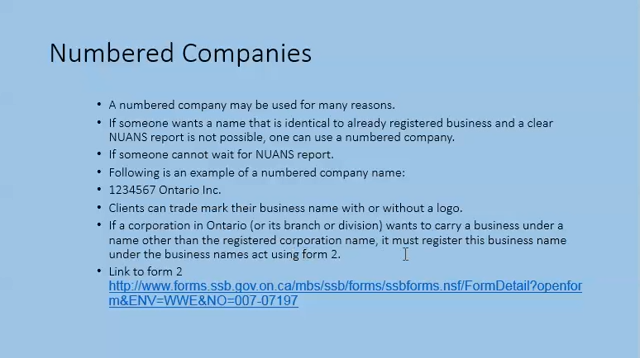 Numbered Companies
• A numbered company may be used for many reasons.
• If someone wants a name that is identical to already registered business and a clear
NUANS report is not possible, one can use a numbered company.
• If someone cannot wait for NUANS report.
• Following is an example of a numbered company name:
• 1234567 Ontario Inc.
• Clients can trade mark their business name with or without a logo.
• If a corporation in Ontario (or its branch or division) wants to carry a business under a
name other than the registered corporation name, it must register this business name
under the business names act using form 2.
• Link to form 2
http://www.forms.ssb.gov.on.ca/mbs/ssb/forms/ssbforms.nsf/FormDetail?openfor
m&ENV=WWE&NO=007-07197